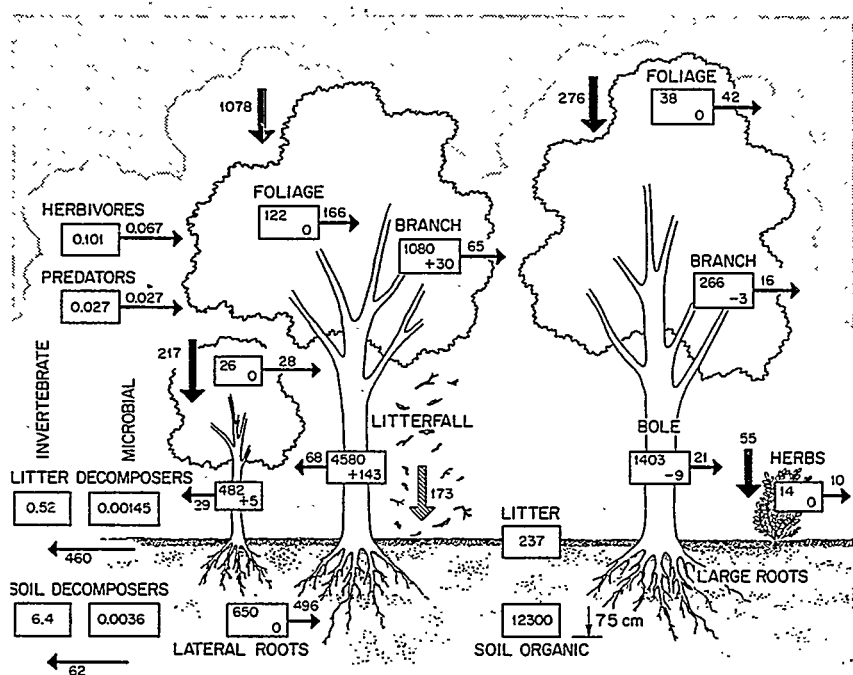 FOLIAGE
38
0
42
276
1078
FOLIAGE
122
0
166
HERBIVORES
0.101
0.067
BRANCH
1080
+30
65
BRANCH
266
-3
16
PREDATORS
0.027
0.027
217
26
0
28
INVERTEBRATE
MICROBIAL
LITTERFALL
173
BOLE
1403
-9
21
55
HERBS
14
0
10
68
4580
+143
LITTER DECOMPOSERS
0.52
0.00145
29
482
+5
460
LITTER
237
LARGE ROOTS
SOIL DECOMPOSERS
6.4
0.0036
62
650
0
496
LATERAL ROOTS
12300
SOIL ORGANIC
75 cm